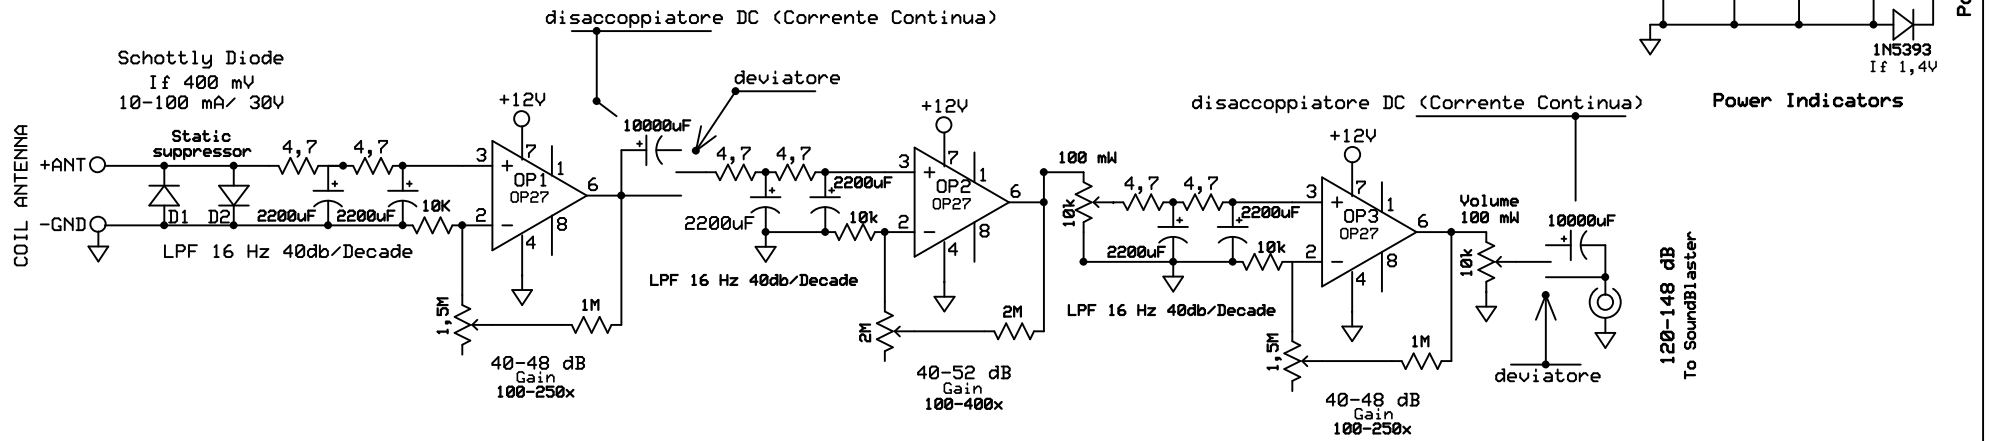 disaccoppiatore DC (Corrente Continua)
Schottly Diode
If 400 mV
10-100 mA/ 30V
deviatore
1N5393
If 1,4V
Power Indicators
disaccoppiatore DC (Corrente Continua)
COIL ANTENNA
+ANT
-GND
Static
suppressor
D1
D2
4,7
4,7
2200uF
2200uF
10K
LPF 16 Hz 40db/Decade
+12V
3
2
7
1
6
8
4
+
-
OP1
OP27
1,5M
1M
40-48 dB
Gain
100-250x
10000uF
+
4,7
4,7
2200uF
2200uF
10k
LPF 16 Hz 40db/Decade
+12V
3
2
7
1
6
8
4
+
-
OP2
OP27
2M
2M
40-52 dB
Gain
100-400x
100 mW
10k
4,7
4,7
2200uF
2200uF
10k
LPF 16 Hz 40db/Decade
+12V
3
2
7
1
6
8
4
+
-
OP3
OP27
1,5M
1M
40-48 dB
Gain
100-250x
Volume
100 mW
10k
10000uF
+
deviatore
120-148 dB
To SoundBlaster